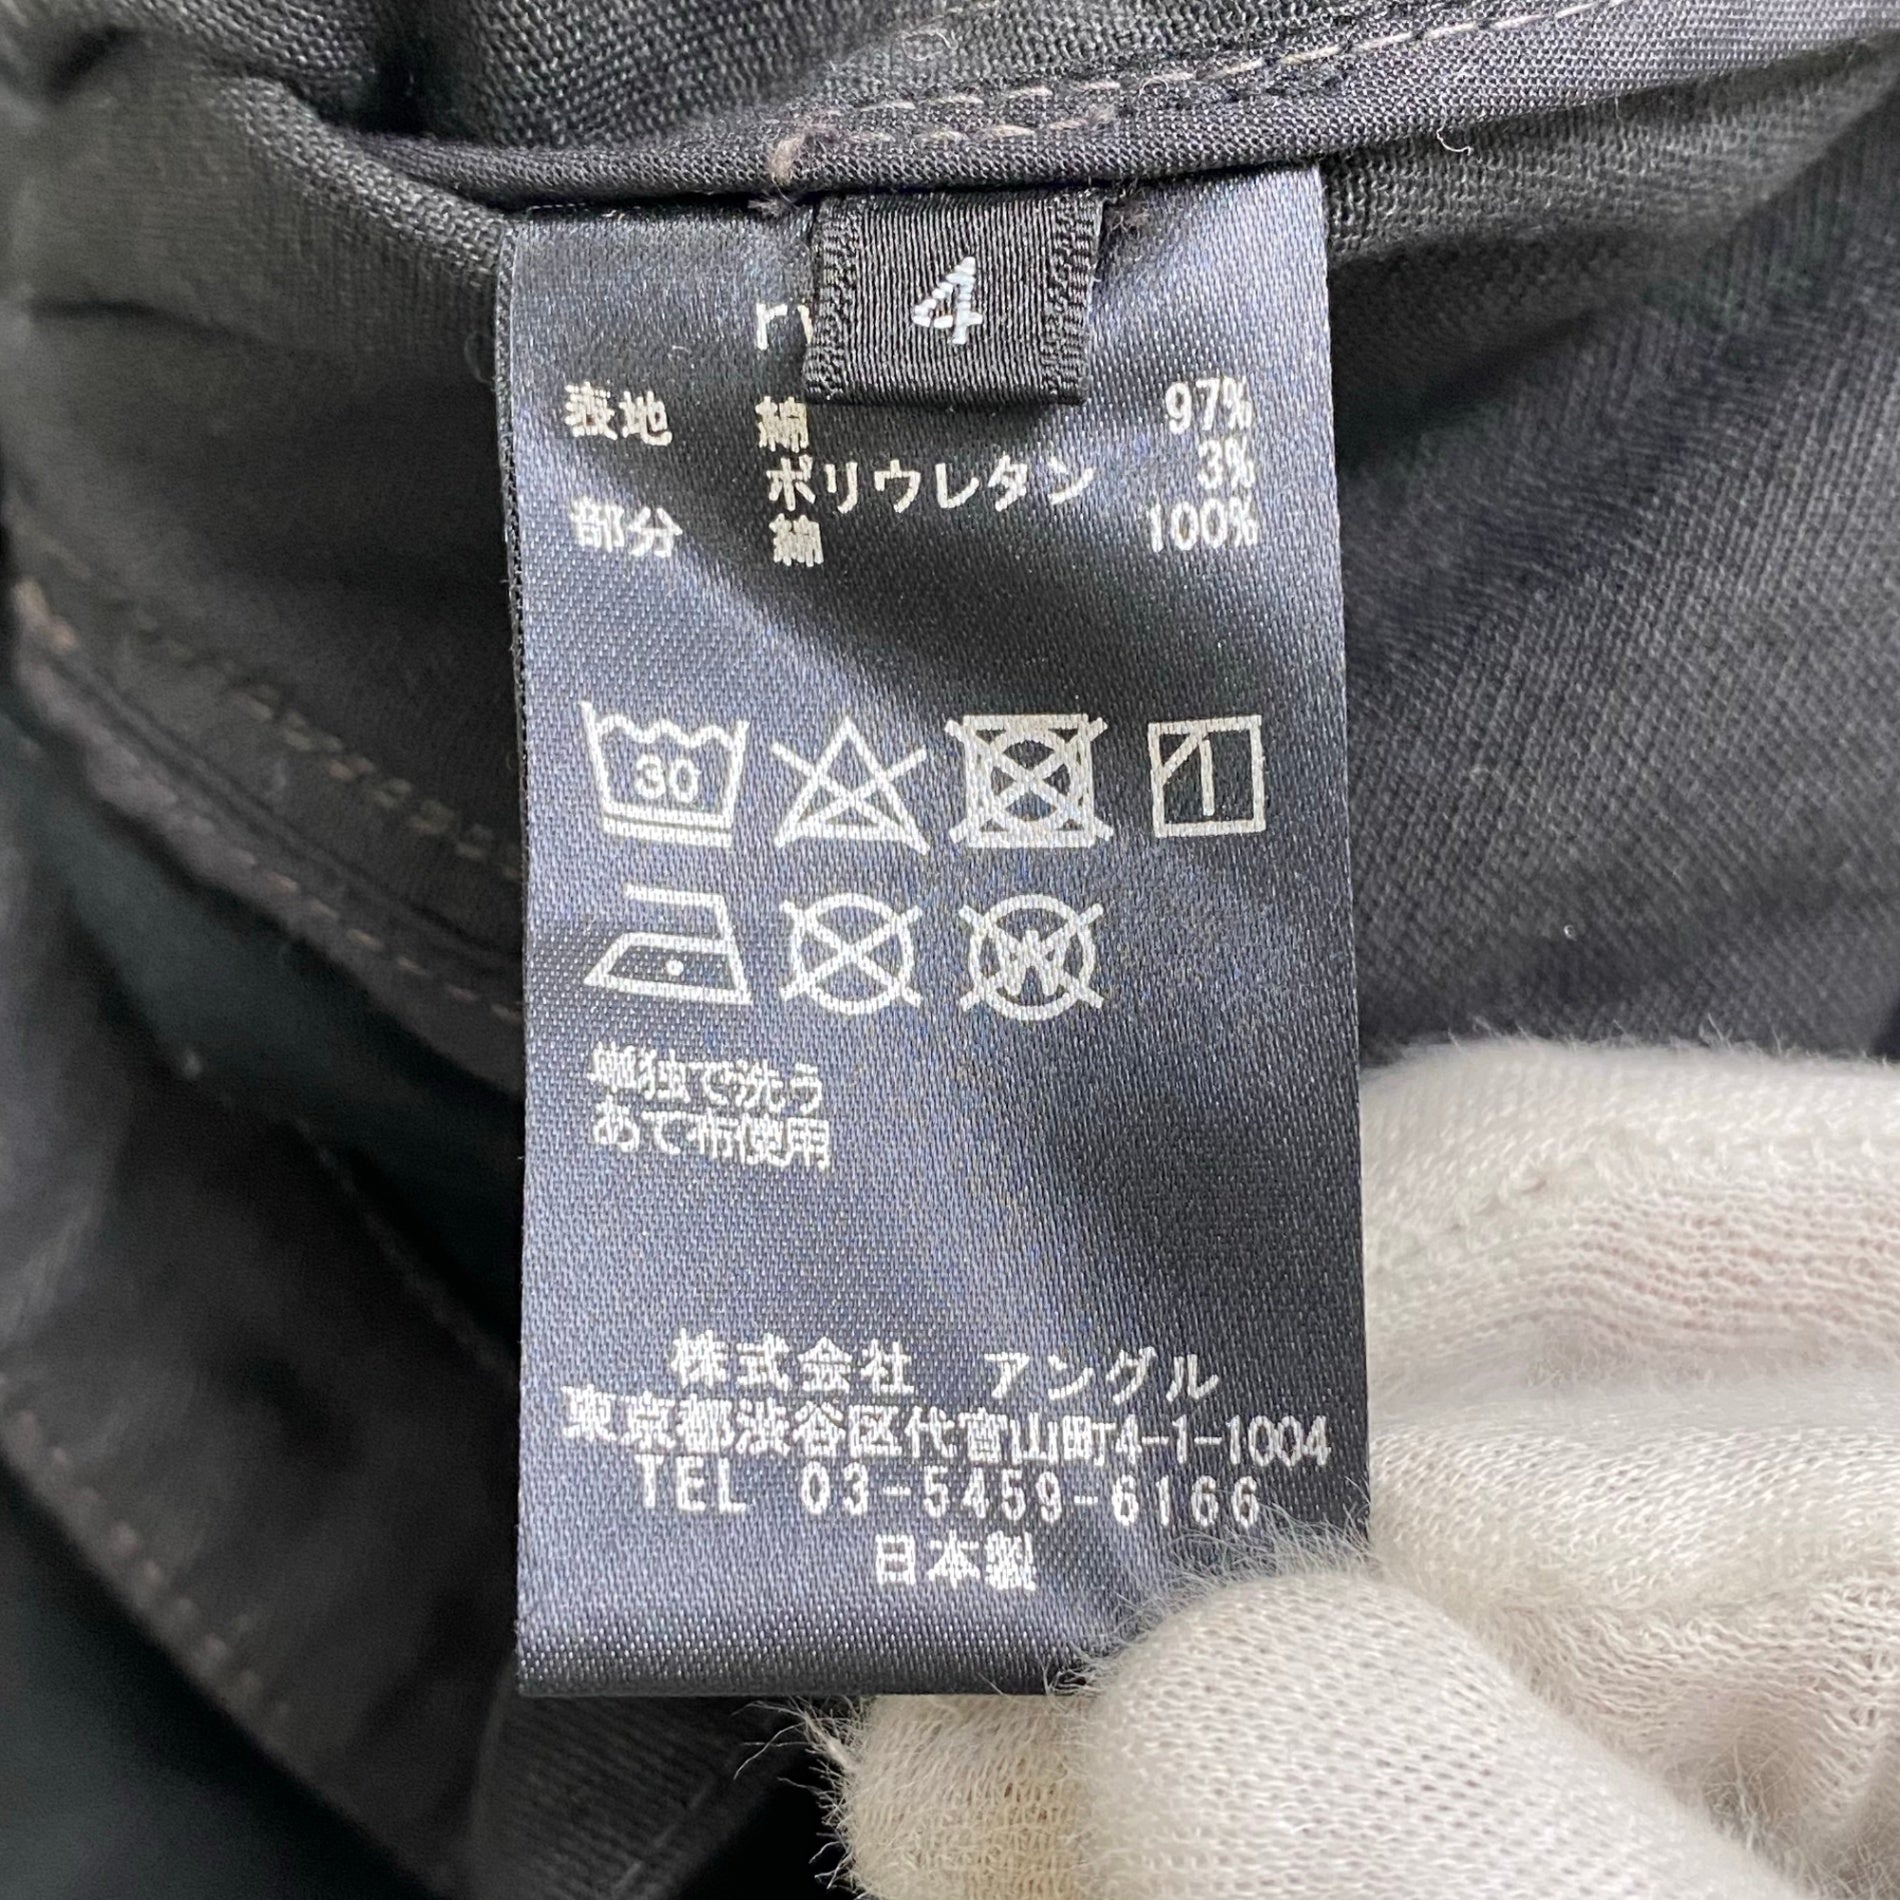 4
表地 綿 97%
ポリウレタン 3%
部分 綿 100%
30
W
単独で洗う
あて布使用
株式会社 アングル
東京都渋谷区代官山町4-1-1004
TEL 03-5459-6166
日本製